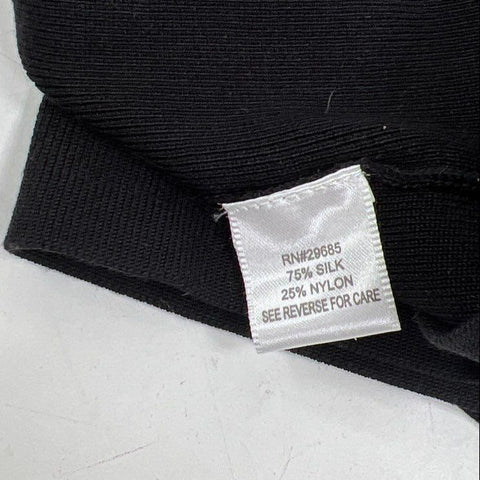 RN#29685
75% SILK
25% NYLON
SEE REVERSE FOR CARE